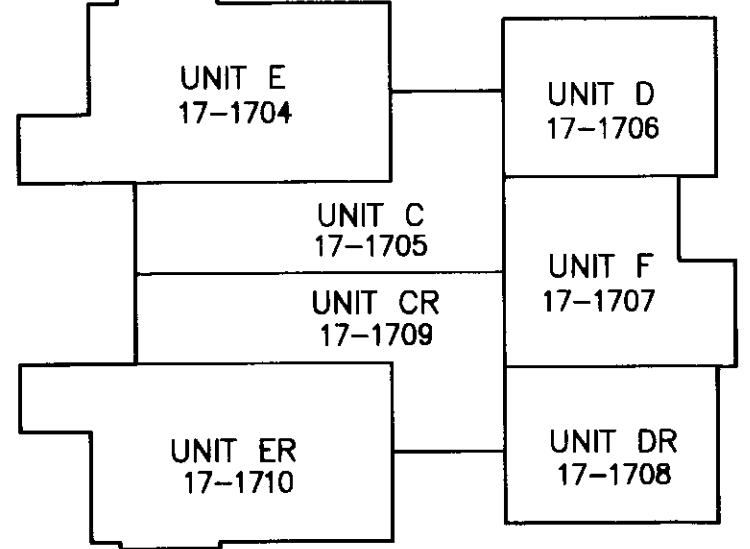 UNIT E
17-1704
UNIT D
17-1706
UNIT C
17-1705
UNIT F
17-1707
UNIT CR
17-1709
UNIT ER
17-1710
UNIT DR
17-1708